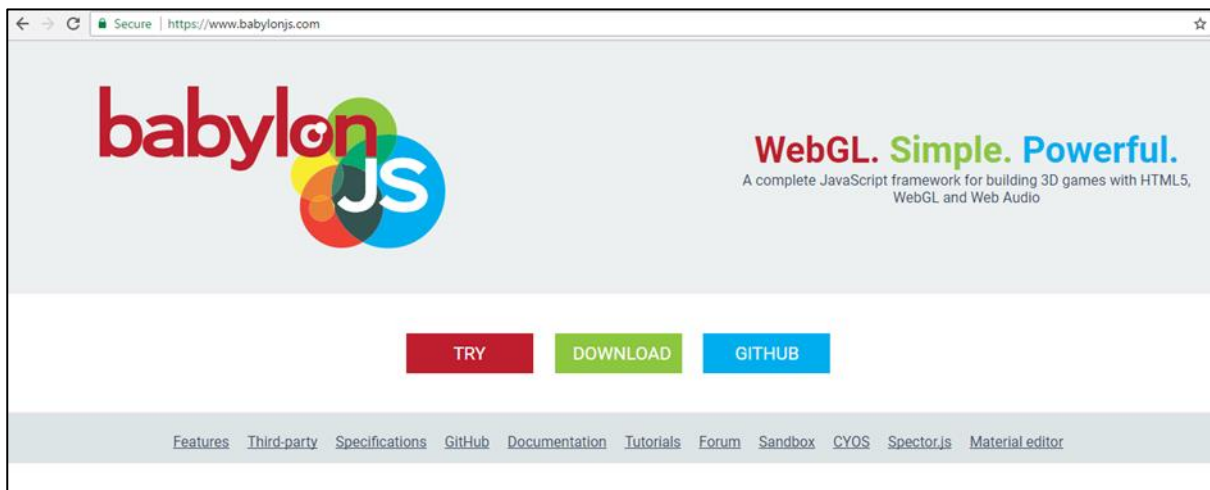 Secure | https://www.babylonjs.com
babylon
JS
WebGL. Simple. Powerful.
A complete JavaScript framework for building 3D games with HTML5,
WebGL and Web Audio
TRY DOWNLOAD GITHUB
Features Third-party Specifications GitHub Documentation Tutorials Forum Sandbox CYOS Spector.js Material editor